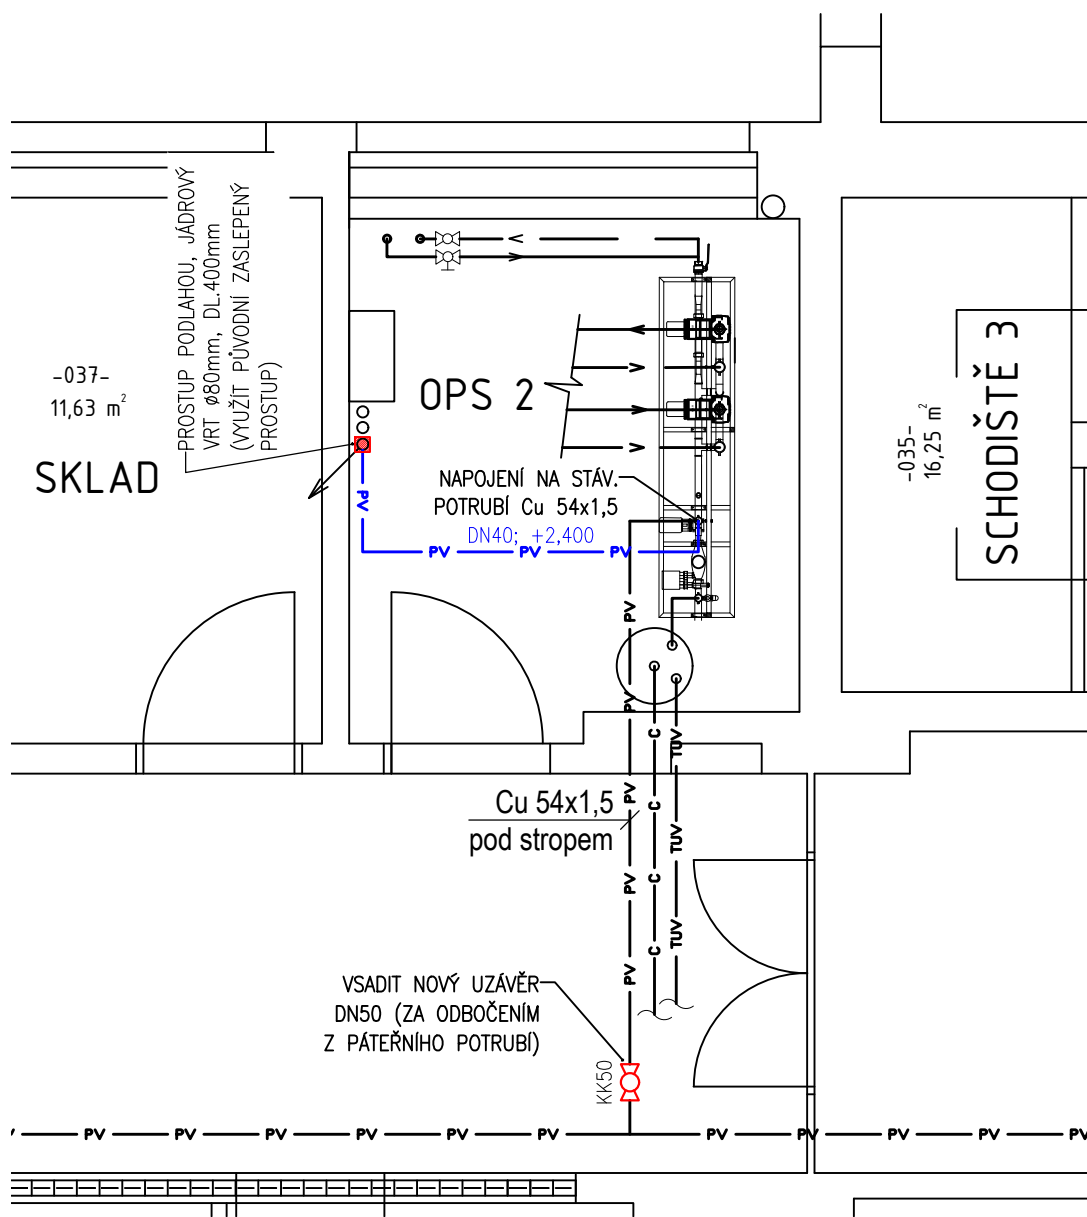 PROSTUP PODLAHOU, JÁDROVÝ
VRT ø80mm, DL.400mm
(VYUŽÍT PŮVODNÍ ZASLEPENÝ
PROSTUP)
-037-
11,63 m²
SKLAD
OPS 2
-035-
16,25 m²
SCHODIŠTĚ 3
NAPOJENÍ NA STÁV.
POTRUBÍ Cu 54x1,5
DN40; +2,400
PV
PV
PV
PV
PV
PV
C
TUV
Cu 54x1,5
pod stropem
PV
C
TUV
PV
C
TUV
PV
C
VSADIT NOVÝ UZÁVĚR
DN50 (ZA ODBOČENÍM
Z PÁTEŘNÍHO POTRUBÍ)
KK50
PV PV PV PV PV PV PV PV PV PV PV